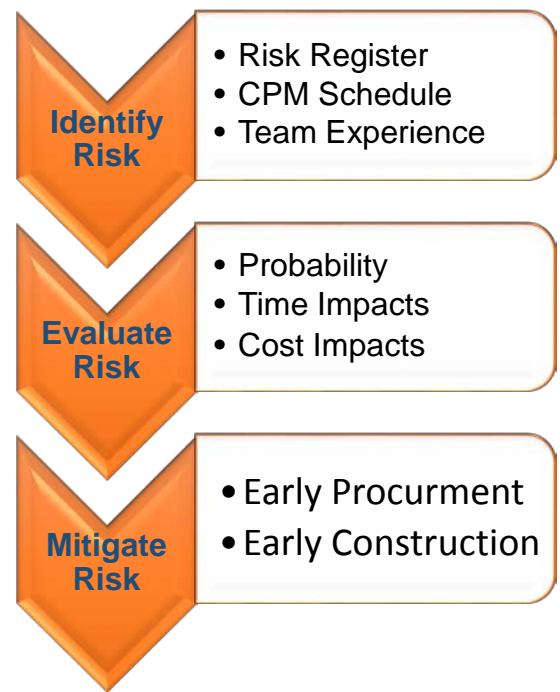 Identify
Risk
• Risk Register
• CPM Schedule
• Team Experience
Evaluate
Risk
• Probability
• Time Impacts
• Cost Impacts
Mitigate
Risk
• Early Procurment
• Early Construction